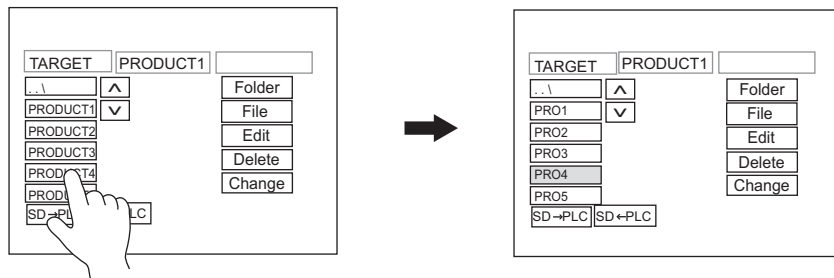 TARGET PRODUCT1
. . \ ∧ Folder
PRODUCT1 ∨ File
PRODUCT2 Edit
PRODUCT3 Delete
PRODUCT4 Change
SD→PLC
TARGET PRODUCT1
. . \ ∧ Folder
PRO1 ∨ File
PRO2 Edit
PRO3 Delete
PRO4 Change
PRO5
SD→PLC SD←PLC